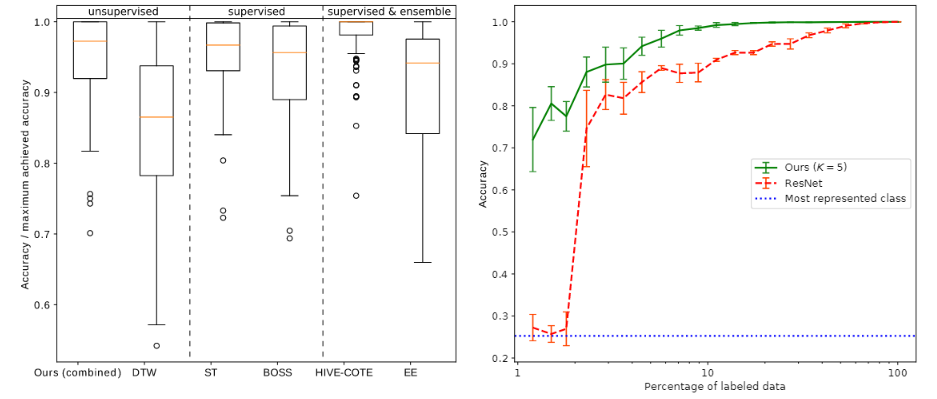 unsupervised supervised supervised & ensemble
1.0
0.9
0.8
0.7
0.6
Accuracy / maximum achieved accuracy
Ours (combined) DTW ST BOSS HIVE-COTE EE
1.0
0.9
0.8
0.7
0.6
0.5
0.4
0.3
0.2
Accuracy
Ours (K = 5)
ResNet
Most represented class
1 10 100
Percentage of labeled data